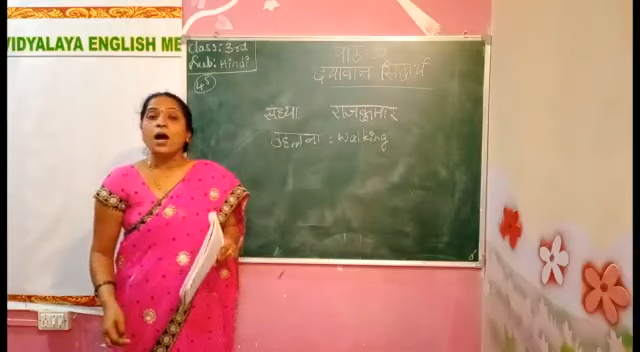 VIDYALAYA ENGLISH ME
Class: 3rd
Sub: Hindi
पाठ
दयावान सिद्धार्थ
संध्या राजकुमार
टहलना : walking